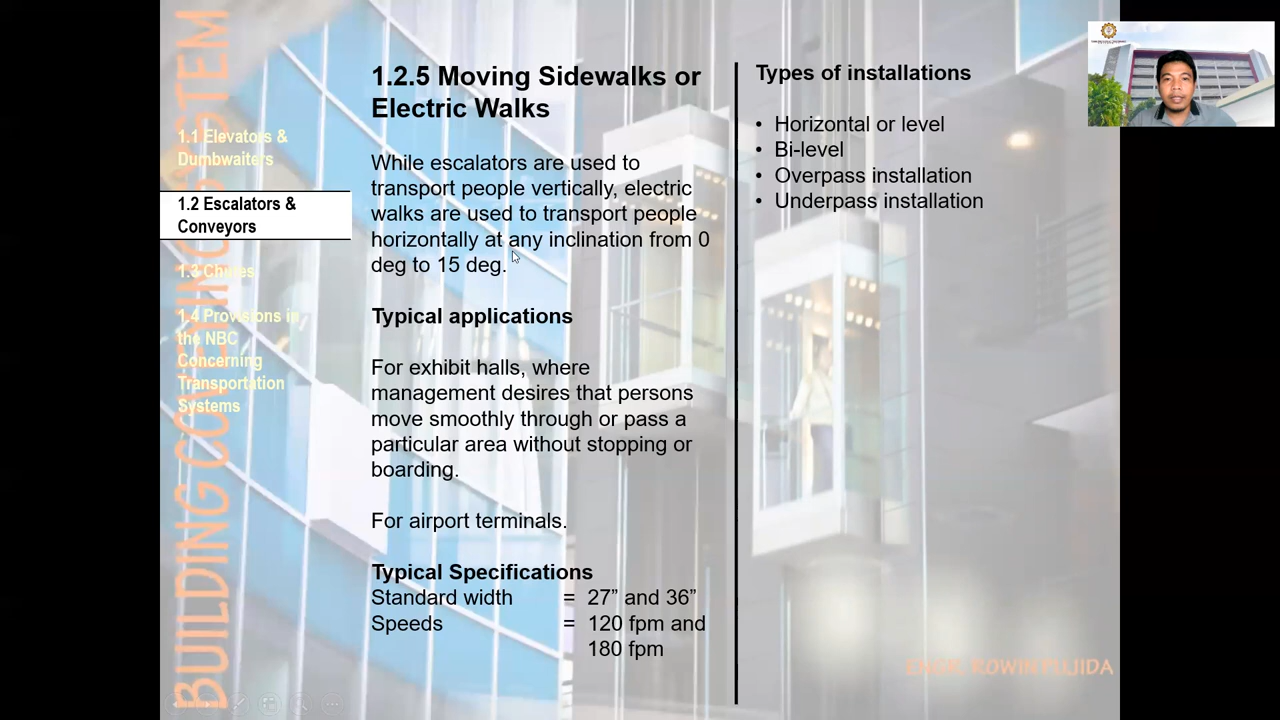 BUILDING COVERYING SYSTEM
1.1 Elevators &
Dumbwaiters
1.2 Escalators &
Conveyors
1.3 Chutes
1.4 Provisions in
the NBC
Concerning
Transportation
Systems
1.2.5 Moving Sidewalks or
Electric Walks
While escalators are used to
transport people vertically, electric
walks are used to transport people
horizontally at any inclination from 0
deg to 15 deg.
Typical applications
For exhibit halls, where
management desires that persons
move smoothly through or pass a
particular area without stopping or
boarding.
For airport terminals.
Typical Specifications
Standard width = 27” and 36”
Speeds = 120 fpm and
180 fpm
Types of installations
• Horizontal or level
• Bi-level
• Overpass installation
• Underpass installation
ENGR. ROWIN FUJIDA